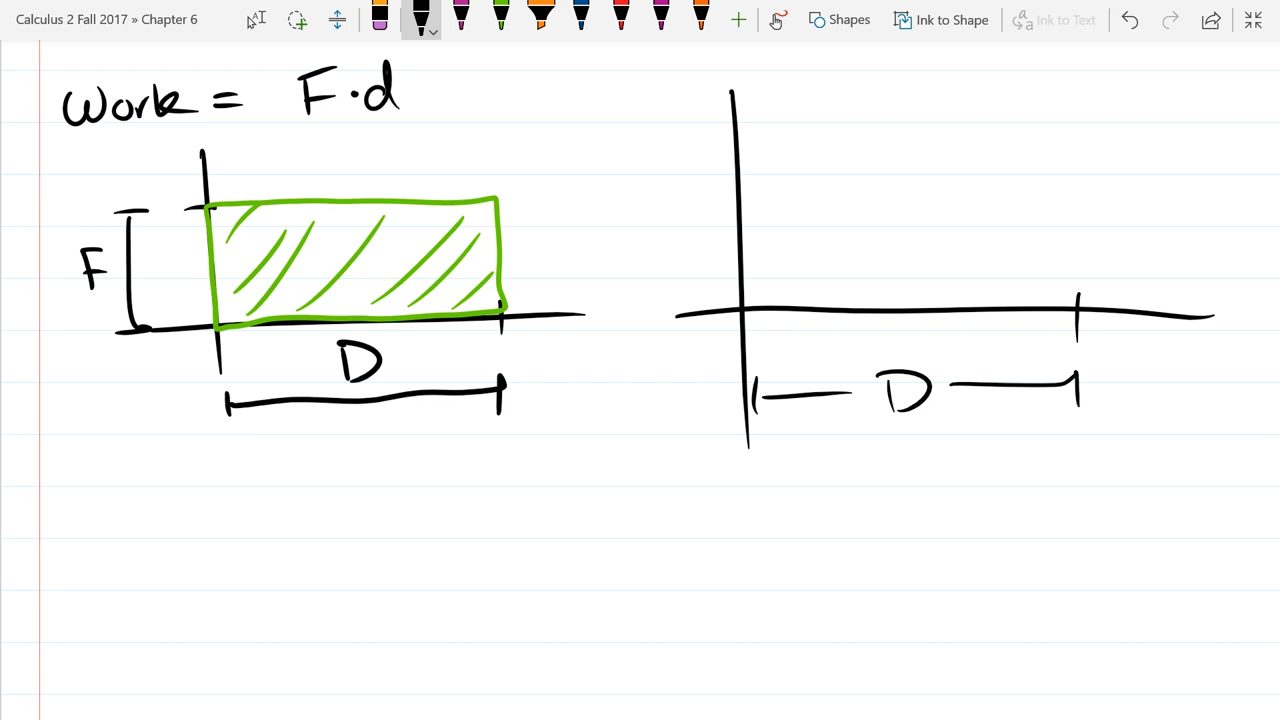 Calculus 2 Fall 2017 » Chapter 6
Shapes
Ink to Shape
Ink to Text
Work = F·d
F
D
D